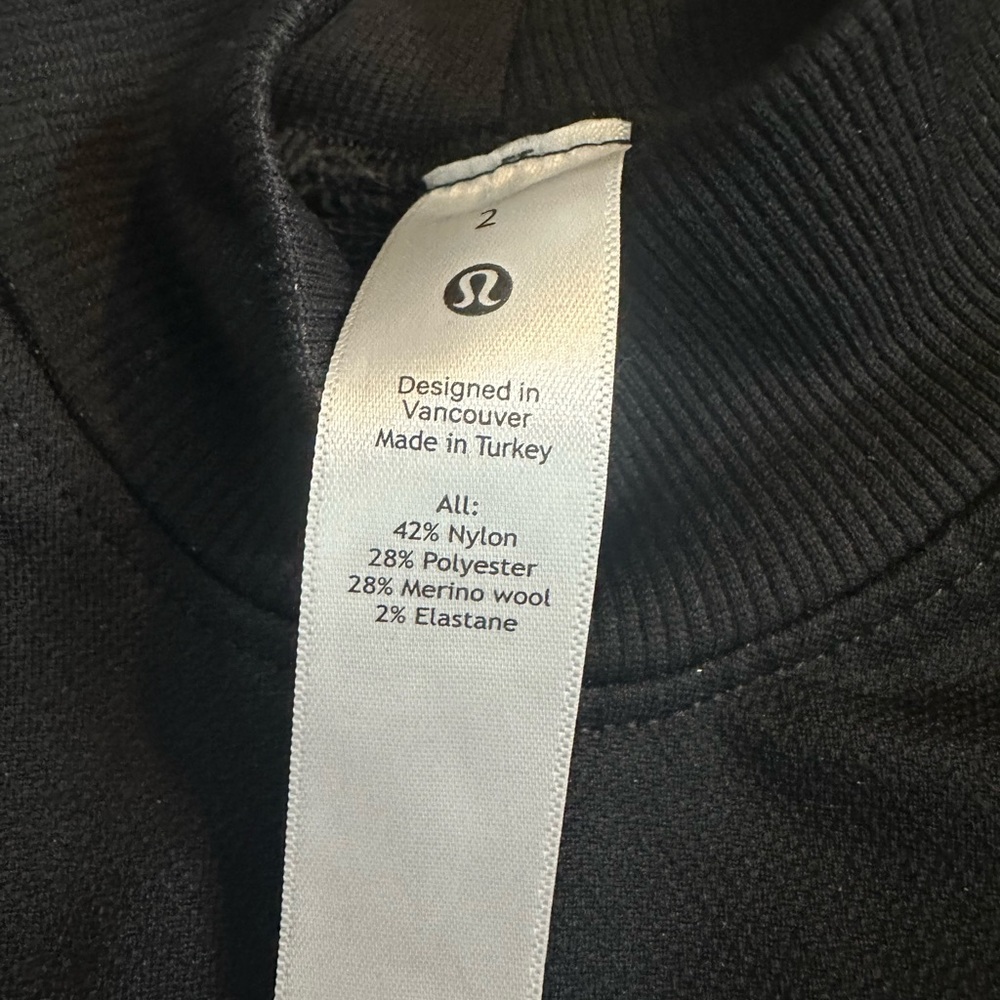 2
Designed in
Vancouver
Made in Turkey
All:
42% Nylon
28% Polyester
28% Merino wool
2% Elastane